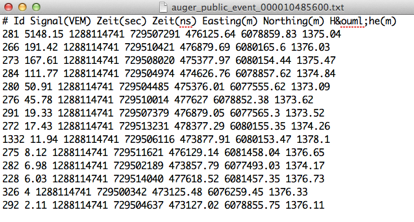 auger_public_event_000010485600.txt
# Id Signal(VEM) Zeit(sec) Zeit(ns) Easting(m) Northing(m) H&ouml;he(m)
281 5148.15 1288114741 729507291 476125.64 6078859.83 1375.04
266 191.42 1288114741 729510421 476879.69 6080165.6 1376.03
273 167.61 1288114741 729508020 475377.97 6080154.44 1375.47
284 111.77 1288114741 729504974 474626.76 6078857.62 1374.84
280 50.91 1288114741 729504485 475376.01 6077555.62 1373.09
276 45.78 1288114741 729510014 477627 6078852.38 1373.62
291 19.33 1288114741 729507379 476879.05 6077565.3 1373.52
272 17.43 1288114741 729513231 478377.29 6080155.35 1374.26
1332 11.94 1288114741 729506116 473877.91 6080153.47 1378.1
275 8.12 1288114741 729511621 476129.14 6081458.04 1376.65
282 6.98 1288114741 729502189 473857.79 6077493.03 1374.17
228 6.03 1288114741 729514040 477618.52 6081457.35 1376.73
326 4 1288114741 729500342 473125.48 6076259.45 1376.33
292 2.11 1288114741 729504637 473127.02 6078855.75 1376.11